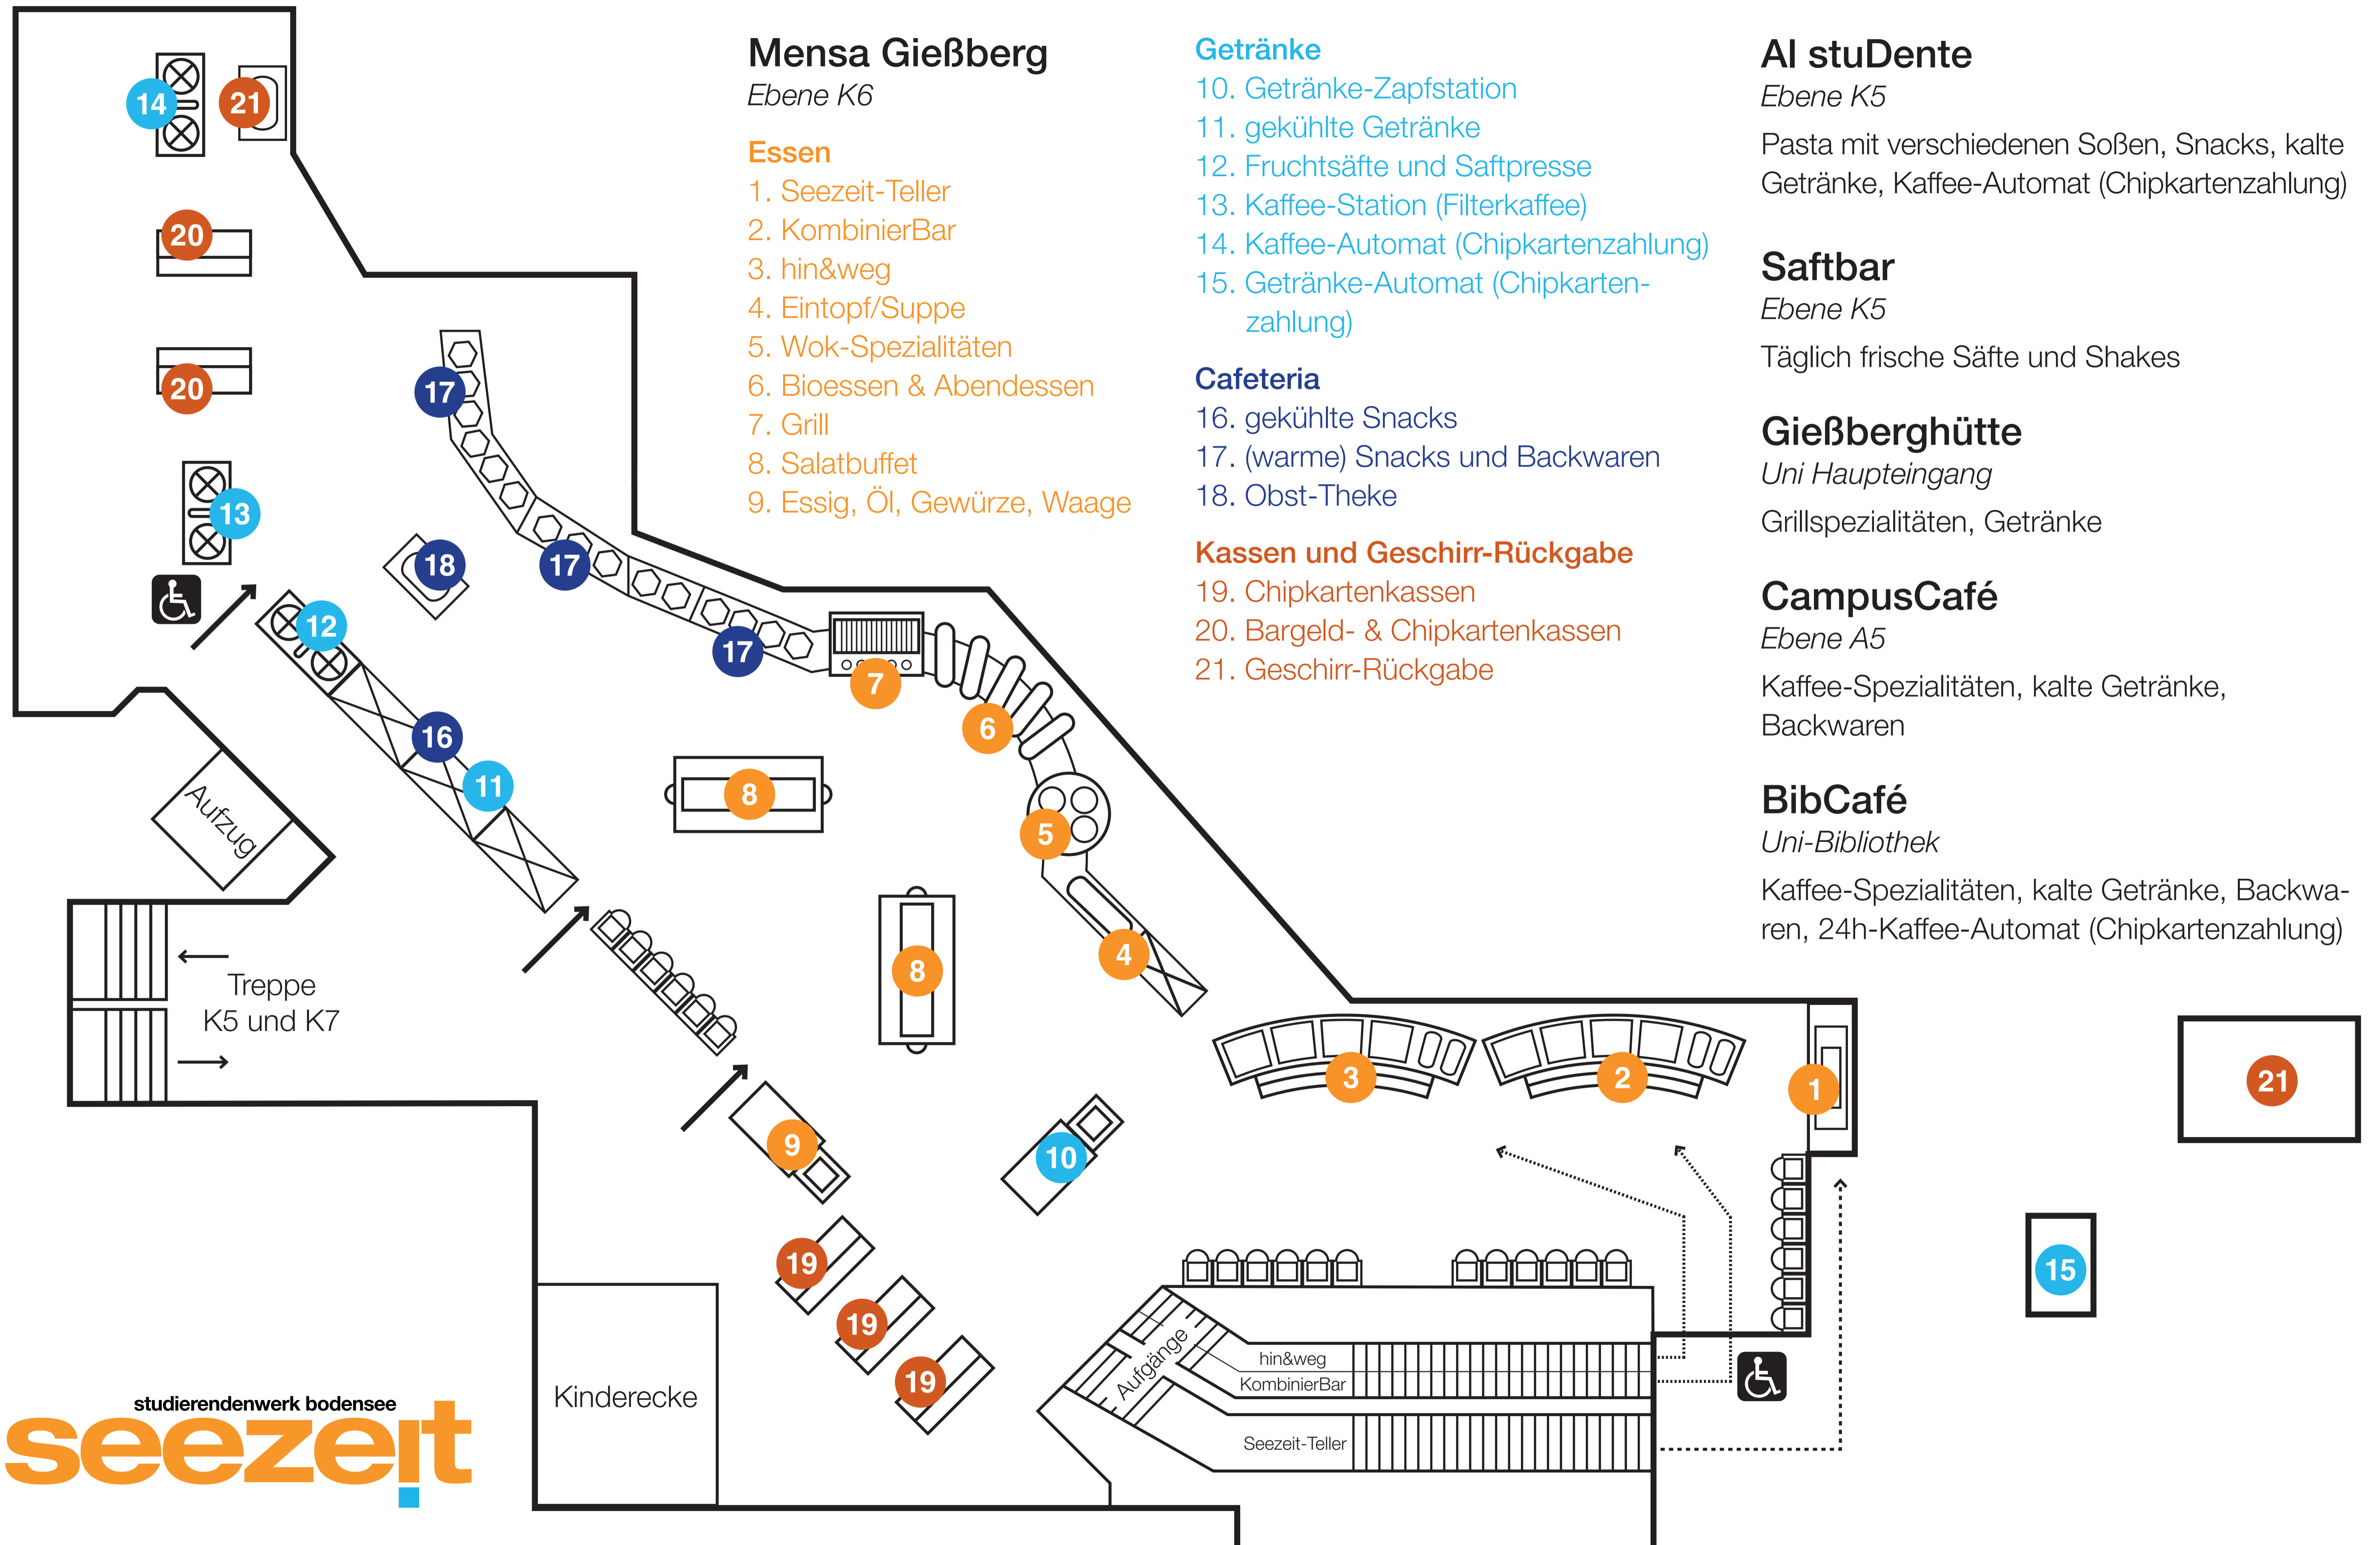 Mensa Gießberg
Ebene K6
Essen
1. Seezeit-Teller
2. KombinierBar
3. hin&weg
4. Eintopf/Suppe
5. Wok-Spezialitäten
6. Bioessen & Abendessen
7. Grill
8. Salatbuffet
9. Essig, Öl, Gewürze, Waage
Getränke
10. Getränke-Zapfstation
11. gekühlte Getränke
12. Fruchtsäfte und Saftpresse
13. Kaffee-Station (Filterkaffee)
14. Kaffee-Automat (Chipkartenzahlung)
15. Getränke-Automat (Chipkarten-
zahlung)
Cafeteria
16. gekühlte Snacks
17. (warme) Snacks und Backwaren
18. Obst-Theke
Kassen und Geschirr-Rückgabe
19. Chipkartenkassen
20. Bargeld- & Chipkartenkassen
21. Geschirr-Rückgabe
Al stuDente
Ebene K5
Pasta mit verschiedenen Soßen, Snacks, kalte
Getränke, Kaffee-Automat (Chipkartenzahlung)
Saftbar
Ebene K5
Täglich frische Säfte und Shakes
Gießberghütte
Uni Haupteingang
Grillspezialitäten, Getränke
CampusCafé
Ebene A5
Kaffee-Spezialitäten, kalte Getränke,
Backwaren
BibCafé
Uni-Bibliothek
Kaffee-Spezialitäten, kalte Getränke, Backwa-
ren, 24h-Kaffee-Automat (Chipkartenzahlung)
14
21
20
20
17
13
18
17
12
17
7
16
6
11
8
5
Aufzug
4
8
Treppe
K5 und K7
3
2
1
21
9
10
19
15
19
19
Aufgänge
hin&weg
KombinierBar
Seezeit-Teller
Kinderecke
studierendenwerk bodensee
seezeit